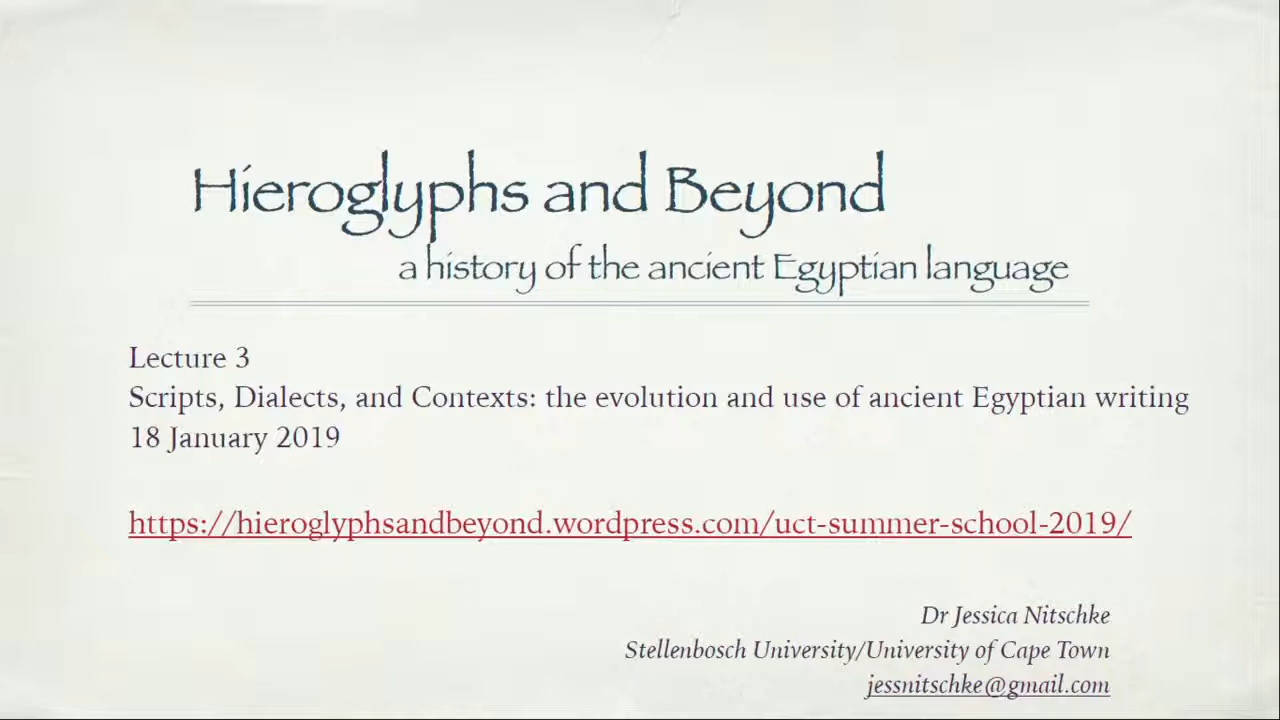 Hieroglyphs and Beyond
a history of the ancient Egyptian language
Lecture 3
Scripts, Dialects, and Contexts: the evolution and use of ancient Egyptian writing
18 January 2019
https://hieroglyphsandbeyond.wordpress.com/uct-summer-school-2019/
Dr Jessica Nitschke
Stellenbosch University/University of Cape Town
jessnitschke@gmail.com